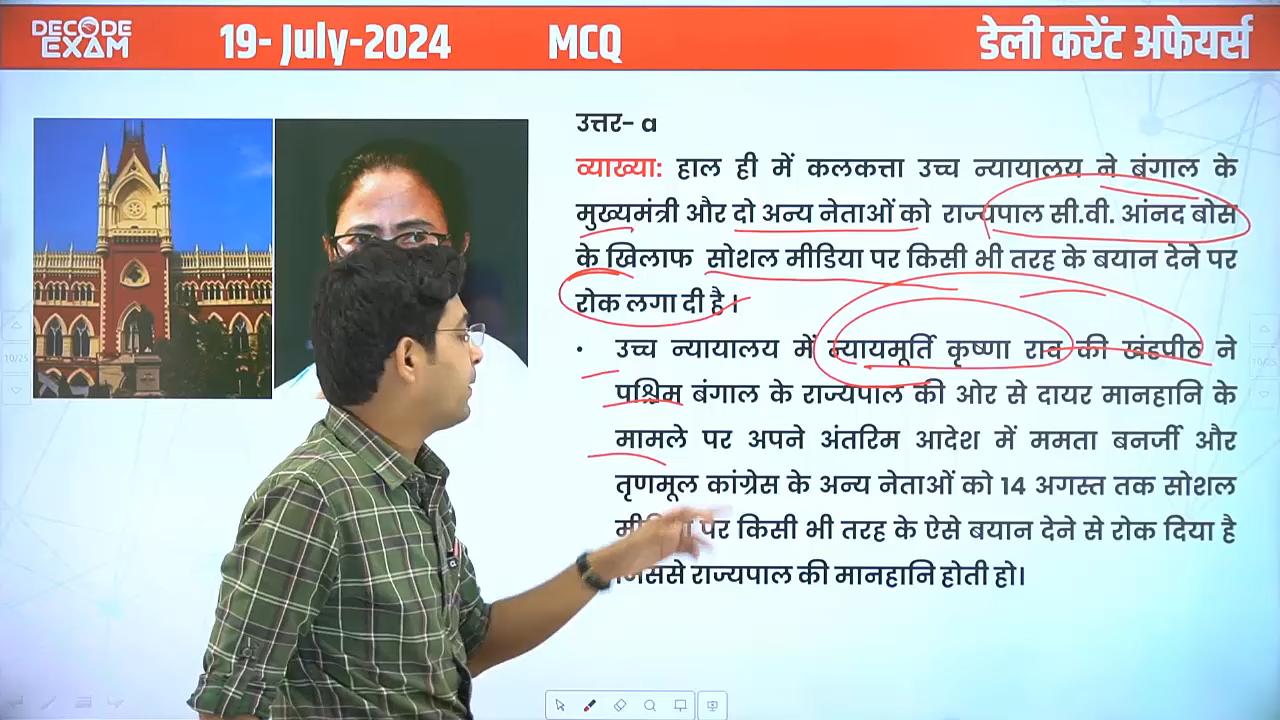 DECODE
EXAM
19- July-2024
MCQ
डेली करेंट अफेयर्स
उत्तर- a
व्याख्या: हाल ही में कलकत्ता उच्च न्यायालय ने बंगाल के
मुख्यमंत्री और दो अन्य नेताओं को राज्यपाल सी.वी. आंनद बोस
के खिलाफ सोशल मीडिया पर किसी भी तरह के बयान देने पर
रोक लगा दी है।
• उच्च न्यायालय में न्यायमूर्ति कृष्णा राव की खंडपीठ ने
पश्चिम बंगाल के राज्यपाल की ओर से दायर मानहानि के
मामले पर अपने अंतरिम आदेश में ममता बनर्जी और
तृणमूल कांग्रेस के अन्य नेताओं को 14 अगस्त तक सोशल
पर किसी भी तरह के ऐसे बयान देने से रोक दिया है
राज्यपाल की मानहानि होती हो।
10/25